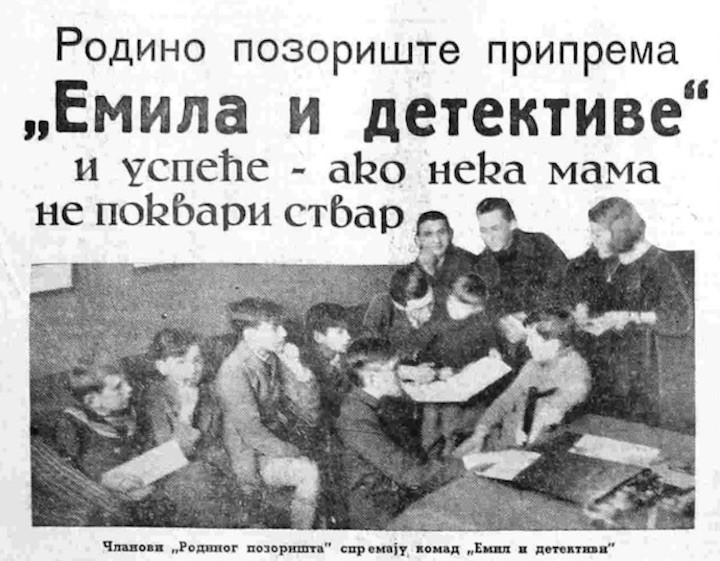 Родино позориште припрема
„Емила и детективе“
и успеће - ако нека мама
не поквари ствар
Чланови „Родиног позоришта“ спремају комад „Емил и детективи“